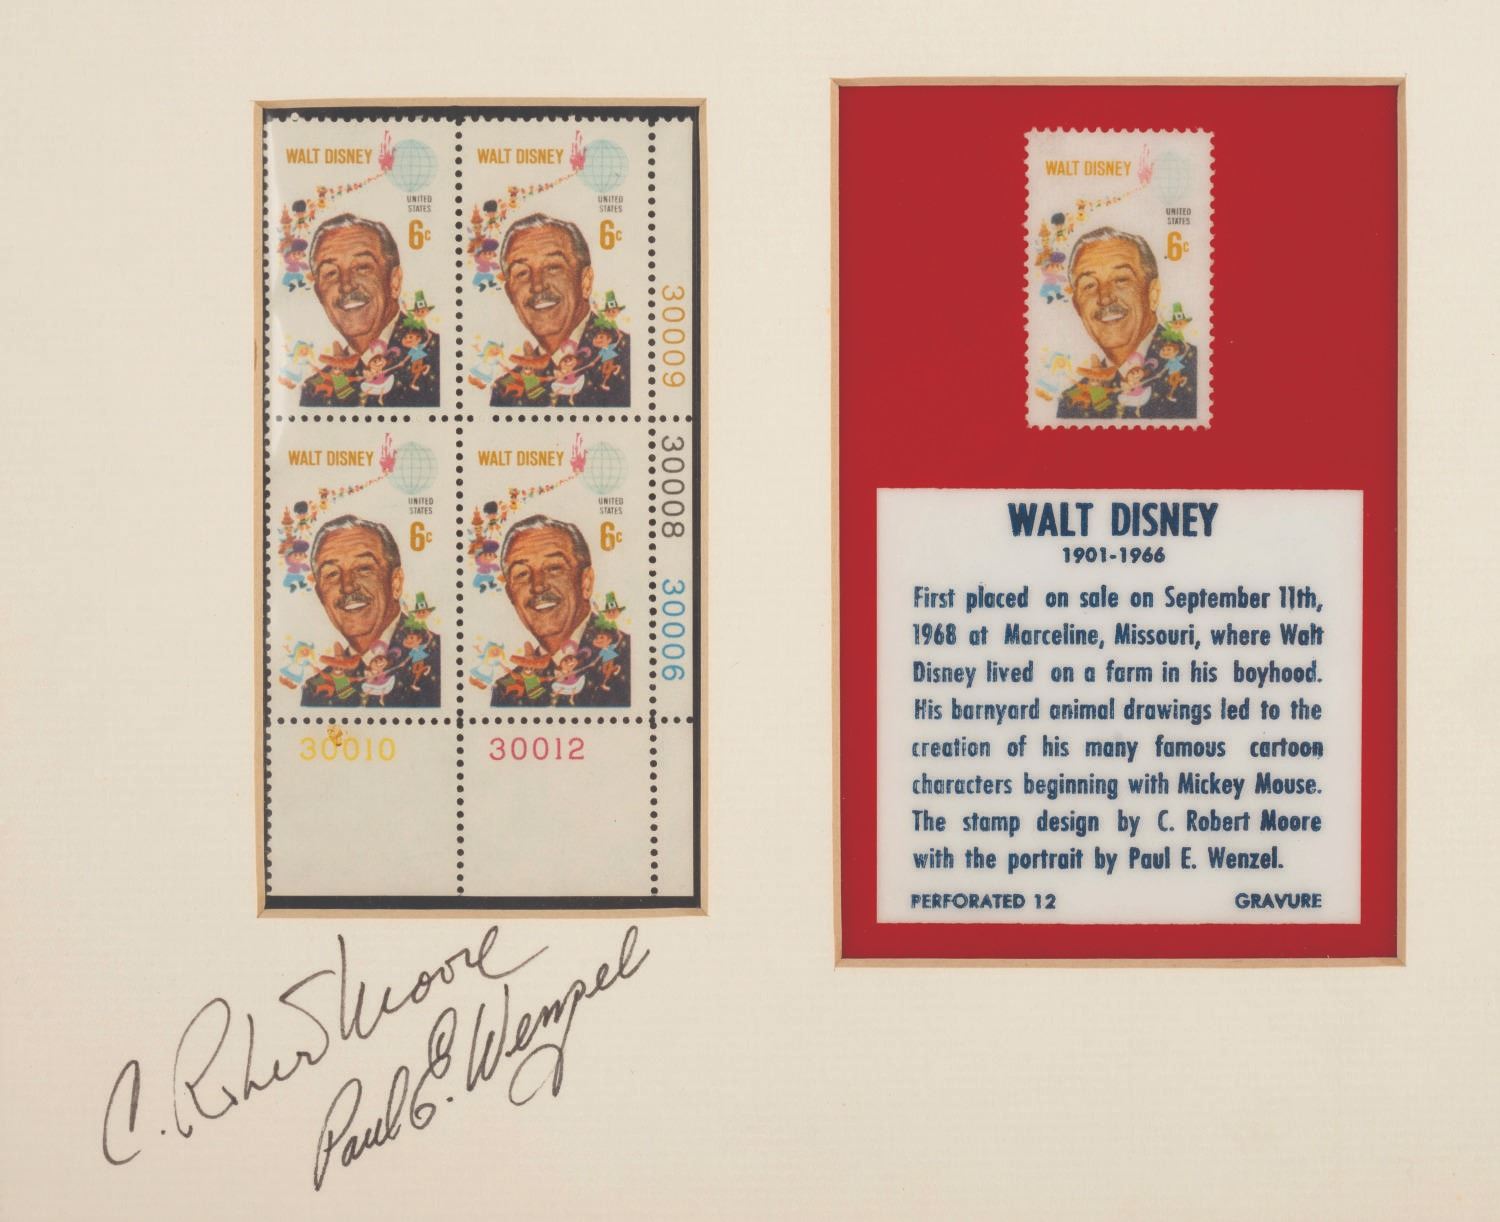 WALT DISNEY
UNITED
STATES
6c
WALT DISNEY
UNITED
STATES
6c
30009
WALT DISNEY
UNITED
STATES
6c
WALT DISNEY
UNITED
STATES
6c
30008
30006
30010
30012
WALT DISNEY
UNITED
STATES
6c
WALT DISNEY
1901-1966
First placed on sale on September 11th,
1968 at Marceline, Missouri, where Walt
Disney lived on a farm in his boyhood.
His barnyard animal drawings led to the
creation of his many famous cartoon
characters beginning with Mickey Mouse.
The stamp design by C. Robert Moore
with the portrait by Paul E. Wenzel.
PERFORATED 12 GRAVURE
C. Robert Moore
Paul E. Wenzel